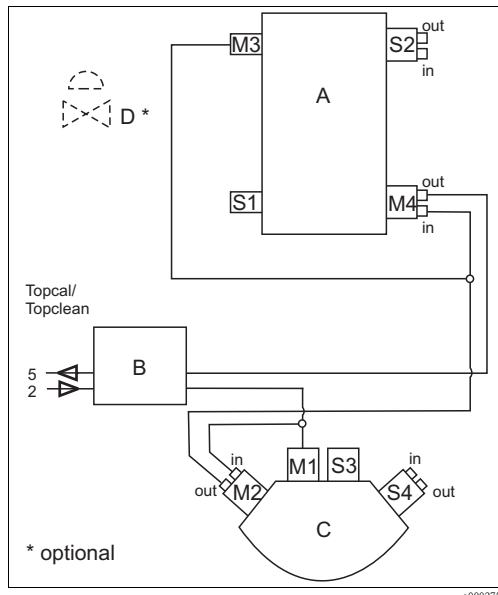 M3
S2
out
in
A
D *
S1
M4
out
in
Topcal/
Topclean
5
2
B
in
out
M2
M1
S3
S4
in
out
C
* optional